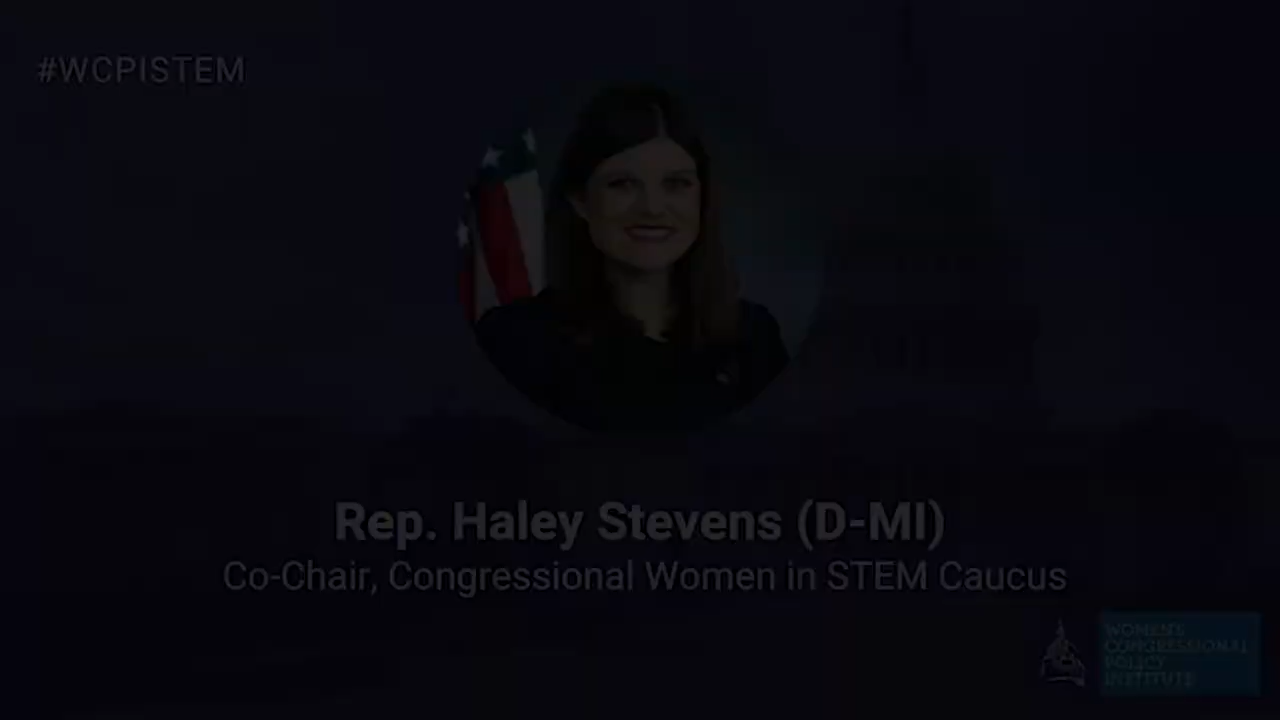 #WCPISTEM
Rep. Haley Stevens (D-MI)
Co-Chair, Congressional Women in STEM Caucus
WOMEN'S
CONGRESSIONAL
POLICY
INSTITUTE